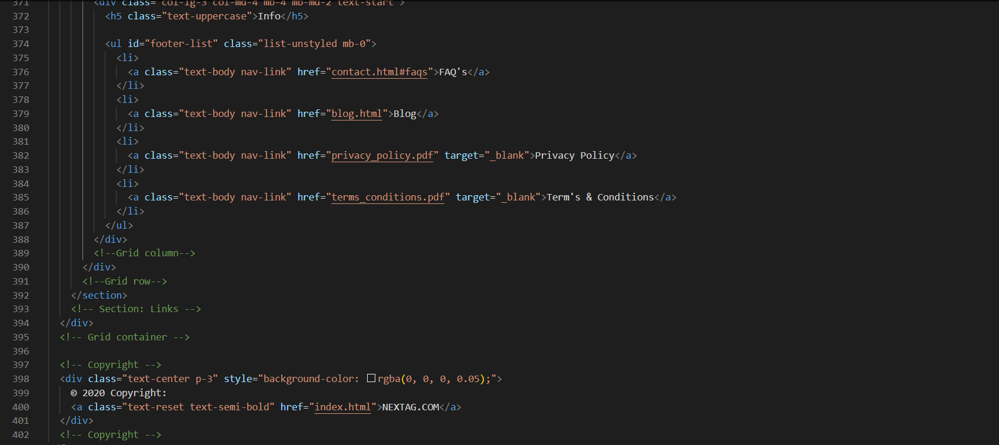 371 <div class="col-lg-3 col-md-4 mb-4 mb-md-2 text-start">
372 <h5 class="text-uppercase">Info</h5>
373
374 <ul id="footer-list" class="list-unstyled mb-0">
375 <li>
376 <a class="text-body nav-link" href="contact.html#faqs">FAQ's</a>
377 </li>
378 <li>
379 <a class="text-body nav-link" href="blog.html">Blog</a>
380 </li>
381 <li>
382 <a class="text-body nav-link" href="privacy_policy.pdf" target="_blank">Privacy Policy</a>
383 </li>
384 <li>
385 <a class="text-body nav-link" href="terms_conditions.pdf" target="_blank">Term's & Conditions</a>
386 </li>
387 </ul>
388 </div>
389 <!--Grid column-->
390 </div>
391 <!--Grid row-->
392 </section>
393 <!-- Section: Links -->
394 </div>
395 <!-- Grid container -->
396
397 <!-- Copyright -->
398 <div class="text-center p-3" style="background-color: rgba(0, 0, 0, 0.05);">
399 © 2020 Copyright:
400 <a class="text-reset text-semi-bold" href="index.html">NEXTAG.COM</a>
401 </div>
402 <!-- Copyright -->